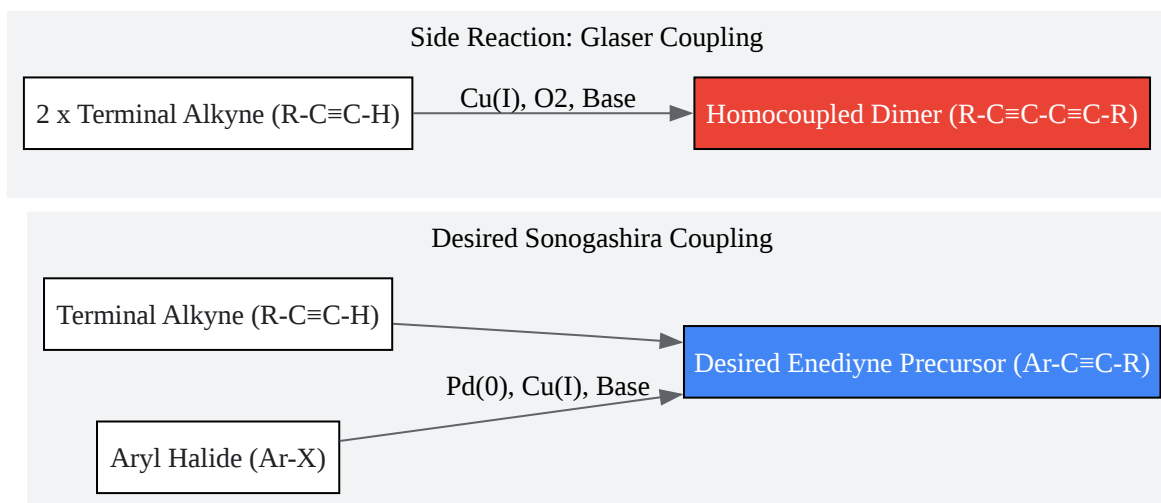 Side Reaction: Glaser Coupling
2 x Terminal Alkyne (R-C≡C-H)
Cu(I), O2, Base
Homocoupled Dimer (R-C≡C-C≡C-R)
Desired Sonogashira Coupling
Terminal Alkyne (R-C≡C-H)
Desired Enediyne Precursor (Ar-C≡C-R)
Pd(0), Cu(I), Base
Aryl Halide (Ar-X)